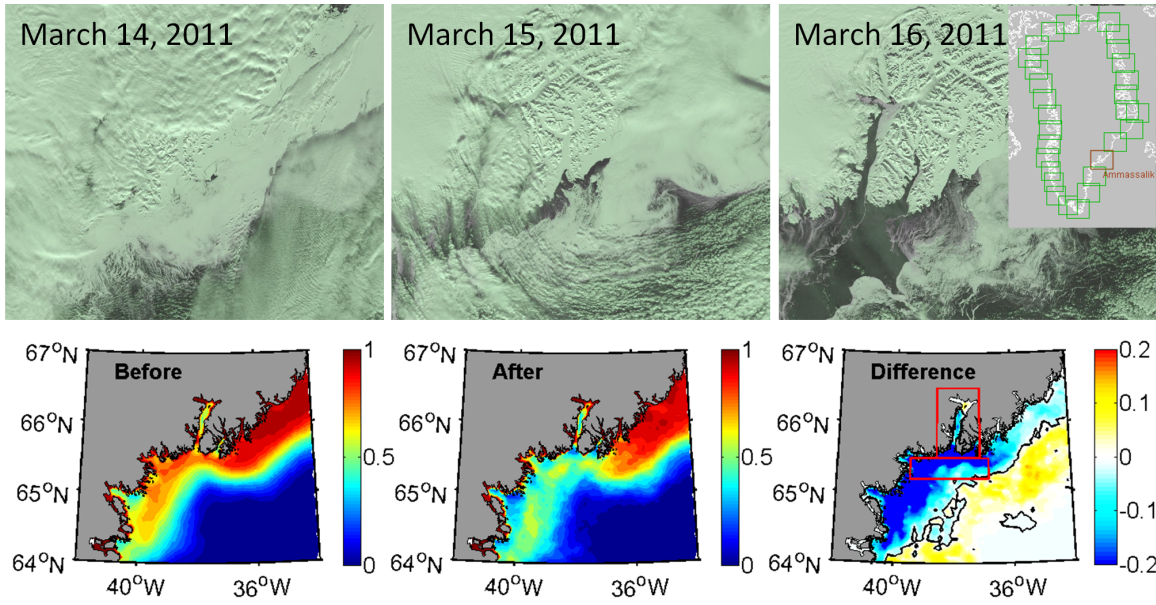 March 14, 2011
March 15, 2011
March 16, 2011
Ammassalik
67°N
66°N
65°N
64°N
40°W
36°W
Before
1
0.5
0
67°N
66°N
65°N
64°N
40°W
36°W
After
1
0.5
0
67°N
66°N
65°N
64°N
40°W
36°W
Difference
0.2
0.1
0
-0.1
-0.2